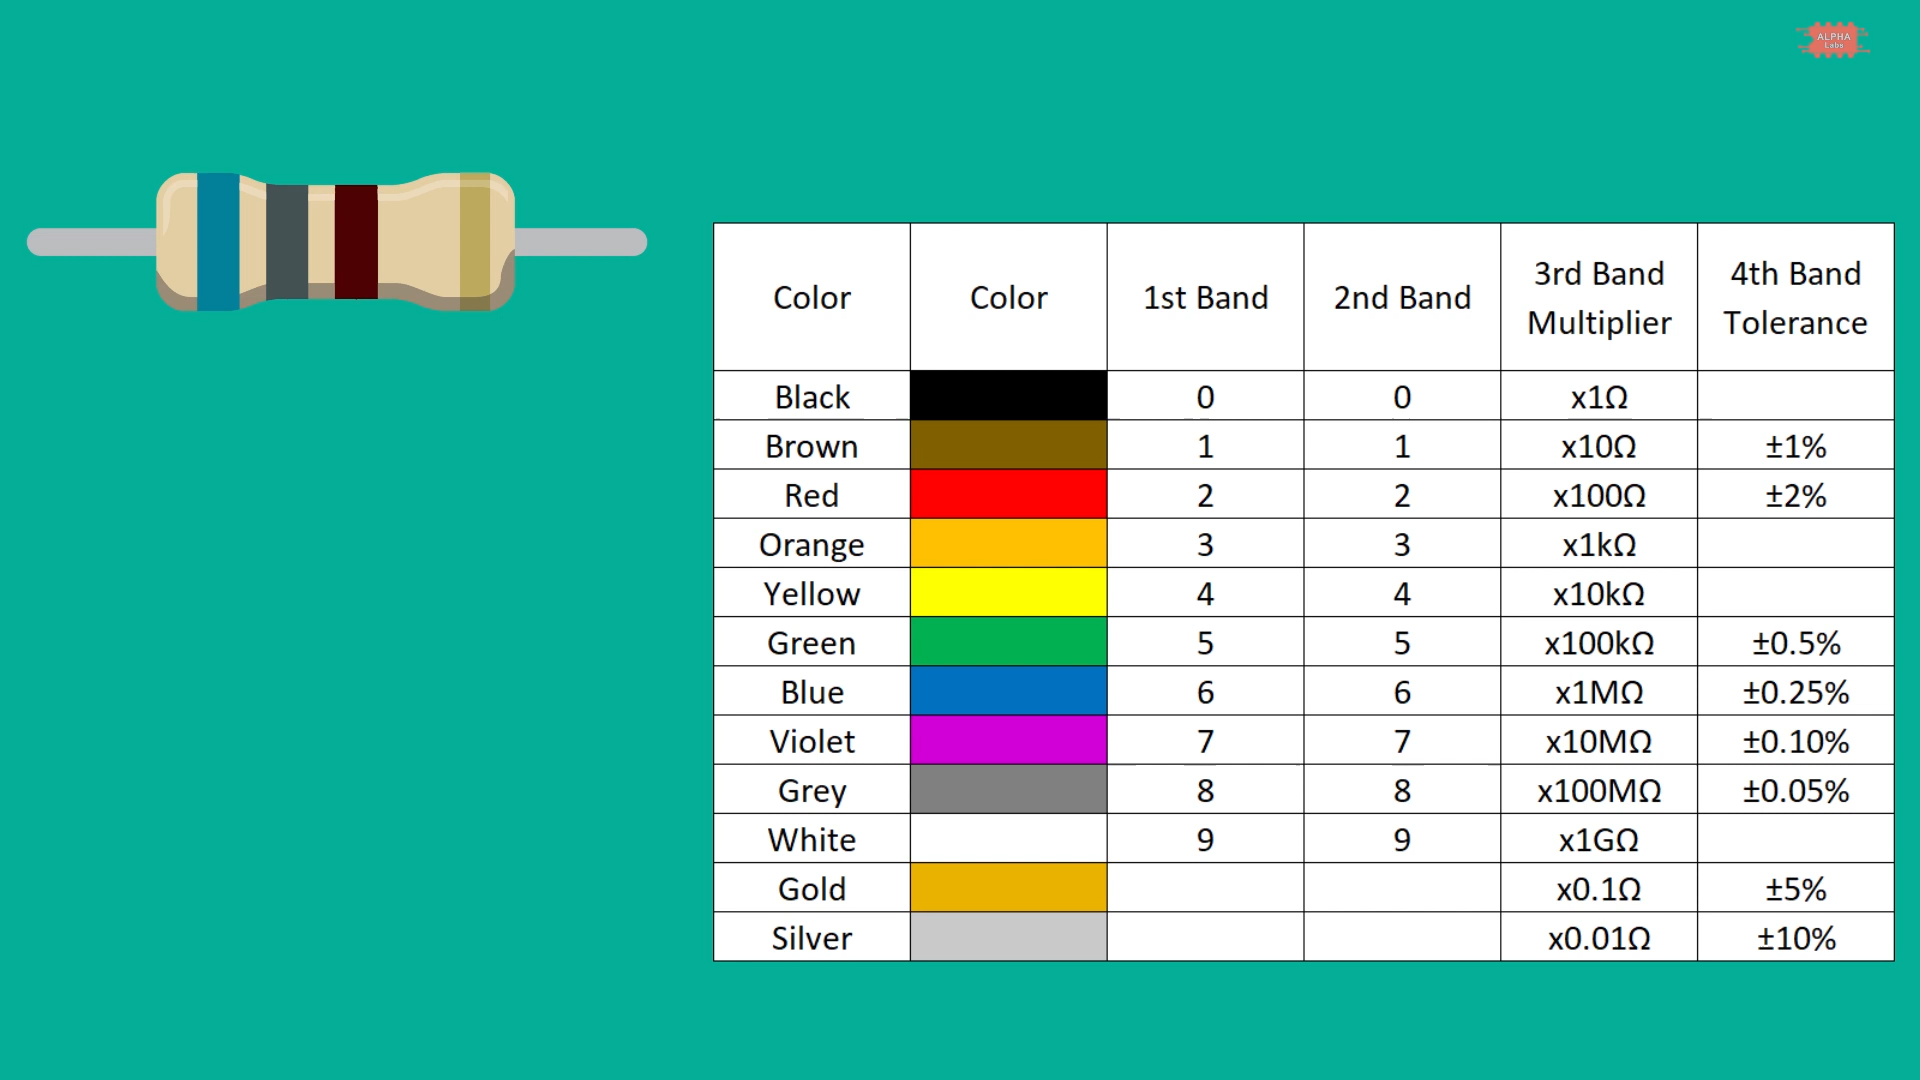 ALPHA
Labs
Color Color 1st Band 2nd Band 3rd Band Multiplier 4th Band Tolerance
Black 0 0 x1Ω
Brown 1 1 x10Ω ±1%
Red 2 2 x100Ω ±2%
Orange 3 3 x1kΩ
Yellow 4 4 x10kΩ
Green 5 5 x100kΩ ±0.5%
Blue 6 6 x1MΩ ±0.25%
Violet 7 7 x10MΩ ±0.10%
Grey 8 8 x100MΩ ±0.05%
White 9 9 x1GΩ
Gold x0.1Ω ±5%
Silver x0.01Ω ±10%